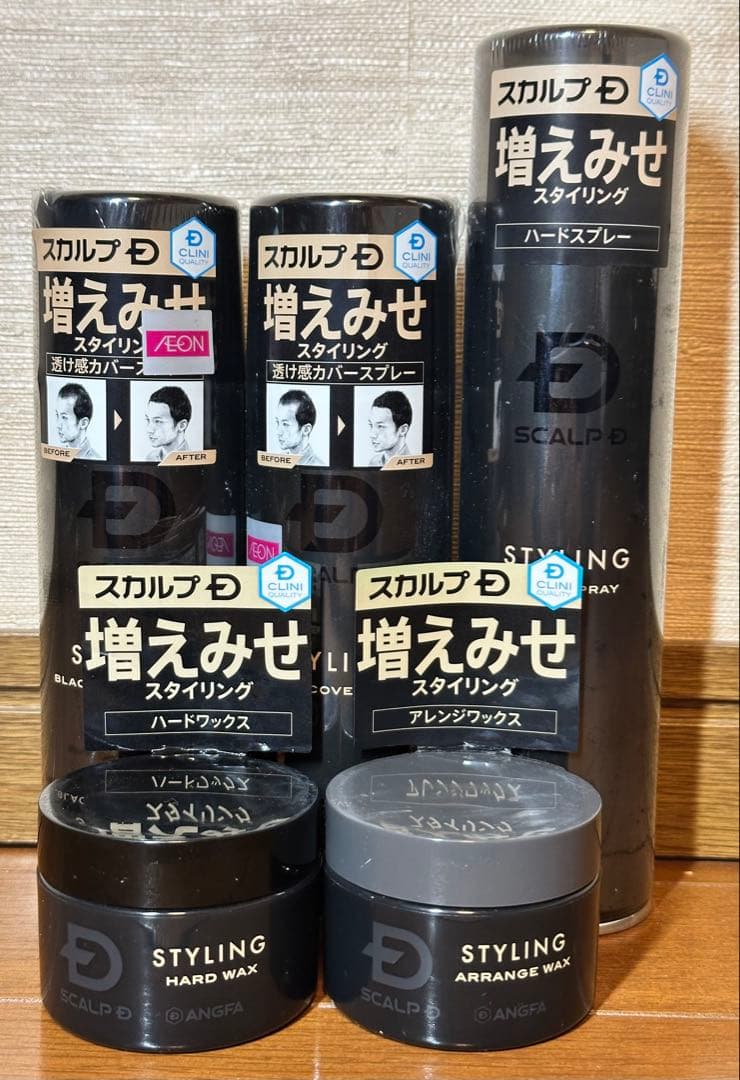 スカルプD
CLINI
QUALITY
増えみせ
スタイリング
ハードスプレー
SCALP D
STYLING
PRAY
スカルプD
CLINI
QUALITY
増えみせ
スタイリン
透け感カバース
AEON
BEFORE
AFTER
スカルプD
CLINI
QUALITY
増えみせ
スタイリング
透け感カバースプレー
BEFORE
AFTER
AEON
スカルプD
CLINI
QUALITY
増えみせ
スタイリング
ハードワックス
スカルプD
CLINI
QUALITY
増えみせ
スタイリング
アレンジワックス
STYLING
HARD WAX
SCALP D
ANGFA
STYLING
ARRANGE WAX
SCALP D
ANGFA